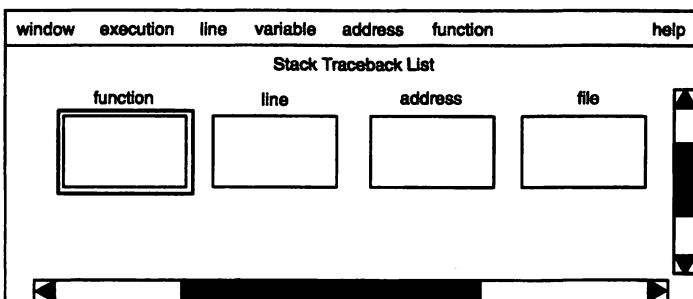 window execution line variable address function help
Stack Traceback List
function line address file